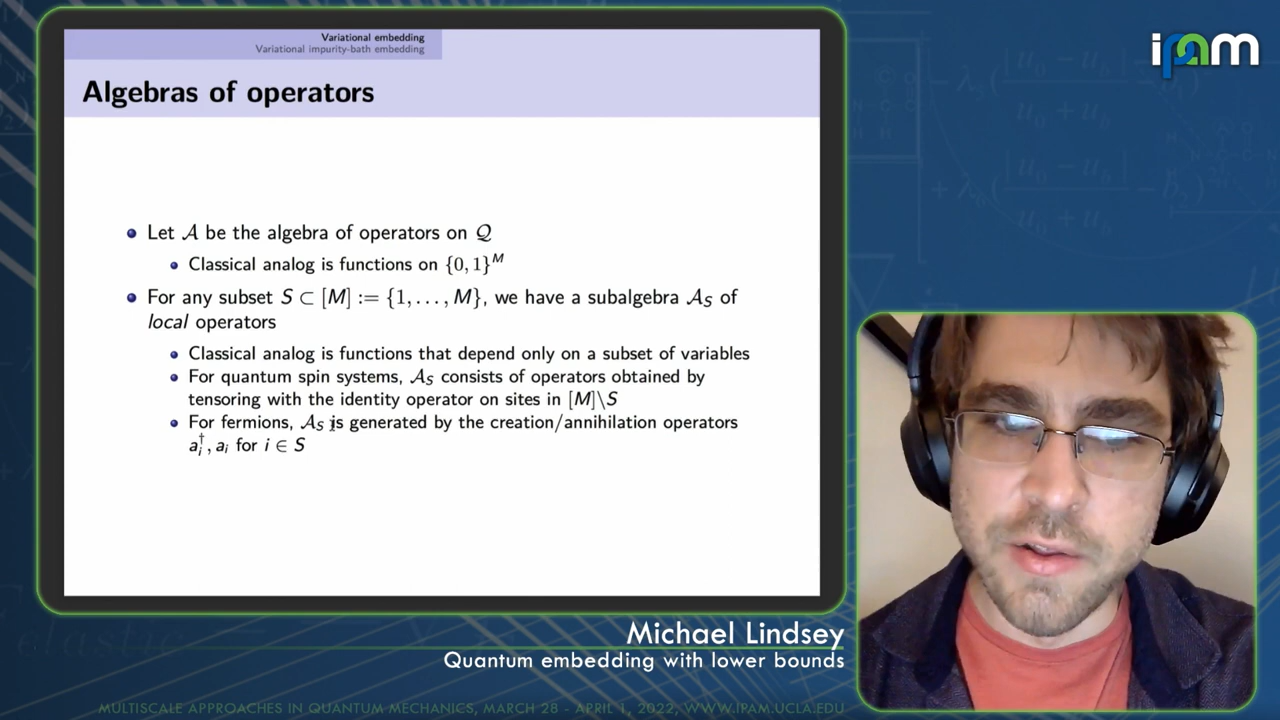 Variational embedding
Variational impurity-bath embedding
Algebras of operators
Let 𝒜 be the algebra of operators on 𝒬
Classical analog is functions on {0, 1}^M
For any subset S ⊂ [M] := {1, . . . , M}, we have a subalgebra 𝒜_S of
local operators
Classical analog is functions that depend only on a subset of variables
For quantum spin systems, 𝒜_S consists of operators obtained by
tensoring with the identity operator on sites in [M]\S
For fermions, 𝒜_S is generated by the creation/annihilation operators
a_i^†, a_i for i ∈ S
ipam
Michael Lindsey
Quantum embedding with lower bounds
MULTISCALE APPROACHES IN QUANTUM MECHANICS, MARCH 28 - APRIL 1, 2022, WWW.IPAM.UCLA.EDU